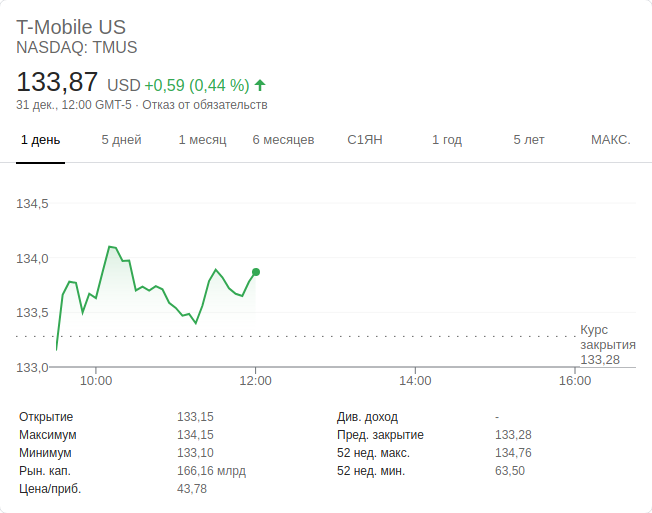 T-Mobile US
NASDAQ: TMUS
133,87 USD +0,59 (0,44 %)
31 дек., 12:00 GMT-5 · Отказ от обязательств
1 день 5 дней 1 месяц 6 месяцев С1ЯН 1 год 5 лет МАКС.
134,5
134,0
133,5
133,0
Курс
закрытия
133,28
10:00 12:00 14:00 16:00
Открытие 133,15
Максимум 134,15
Минимум 133,10
Рын. кап. 166,16 млрд
Цена/приб. 43,78
Див. доход -
Пред. закрытие 133,28
52 нед. макс. 134,76
52 нед. мин. 63,50